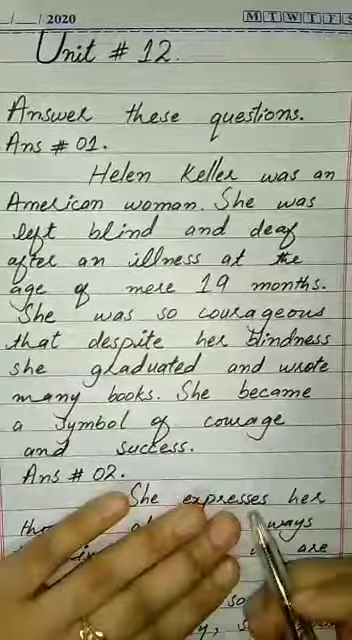 / / 2020 M T W T F S
Unit # 12.
Answer these questions.
Ans # 01.
Helen Keller was an
American woman. She was
left blind and deaf
after an illness at the
age of mere 19 months.
She was so courageous
that despite her blindness
she graduated and wrote
many books. She became
a symbol of courage
and success.
Ans # 02.
She expresses her
ways
are
so